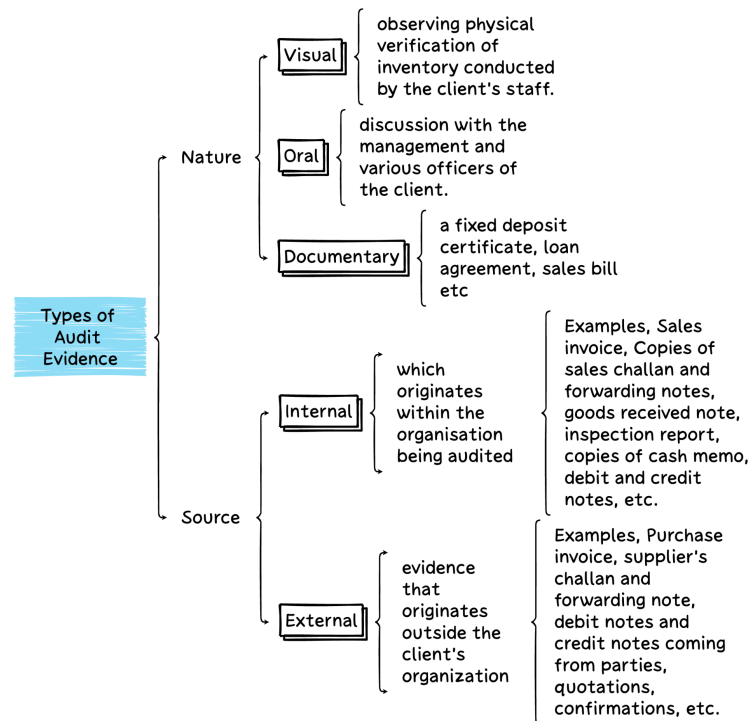 Types of
Audit
Evidence
Nature
Visual
observing physical
verification of
inventory conducted
by the client's staff.
Oral
discussion with the
management and
various officers of
the client.
Documentary
a fixed deposit
certificate, loan
agreement, sales bill
etc
Source
Internal
which
originates
within the
organisation
being audited
Examples, Sales
invoice, Copies of
sales challan and
forwarding notes,
goods received note,
inspection report,
copies of cash memo,
debit and credit
notes, etc.
External
evidence
that
originates
outside the
client's
organization
Examples, Purchase
invoice, supplier's
challan and
forwarding note,
debit notes and
credit notes coming
from parties,
quotations,
confirmations, etc.